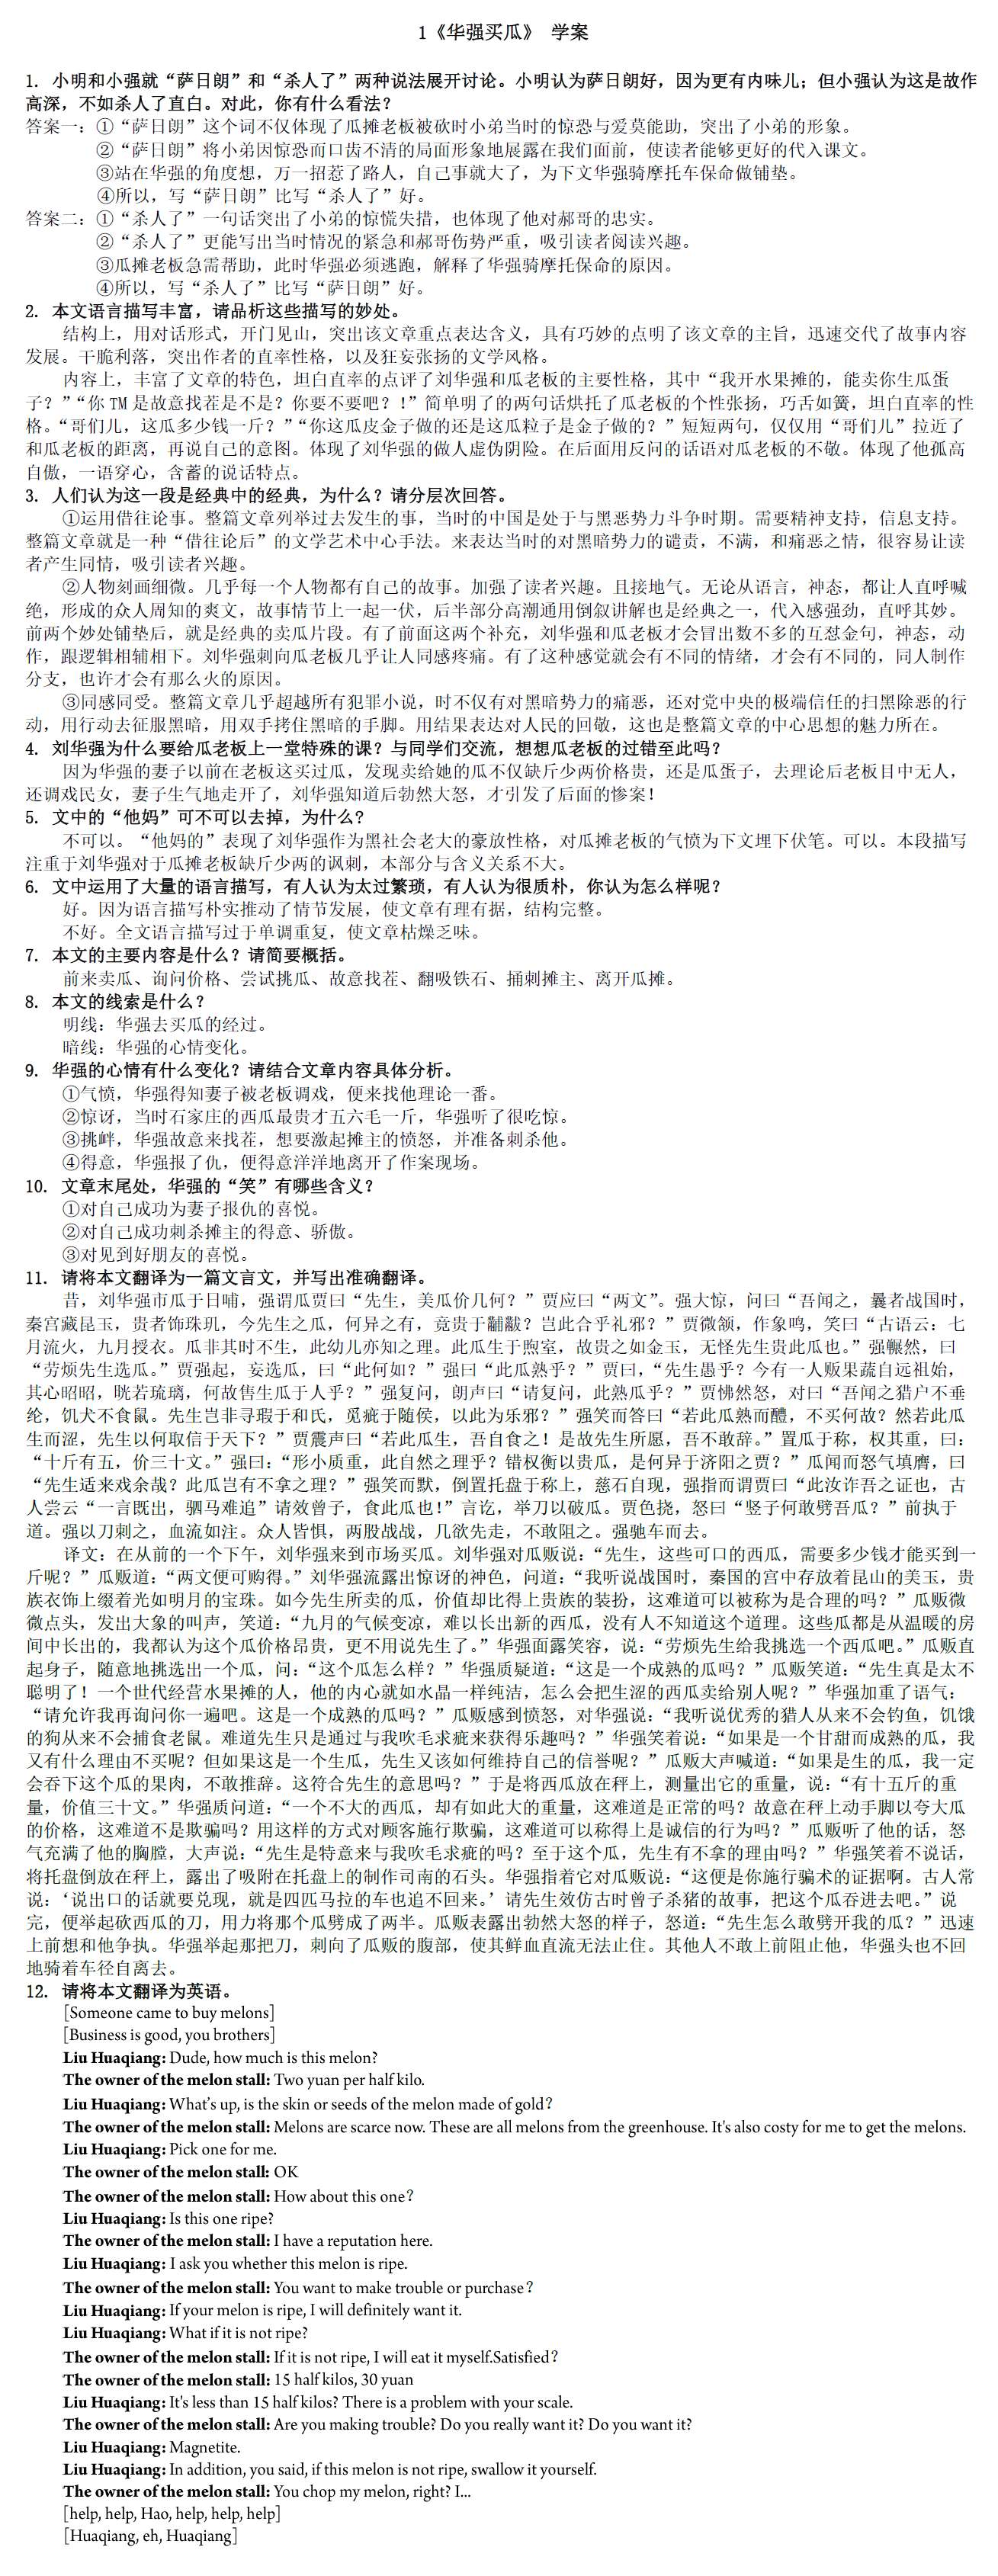 1《华强买瓜》 学案
1. 小明和小强就“萨日朗”和“杀人了”两种说法展开讨论。小明认为萨日朗好，因为更有内味儿；但小强认为这是故作
高深，不如杀人了直白。对此，你有什么看法？
答案一：①“萨日朗”这个词不仅体现了瓜摊老板被砍时小弟当时的惊恐与爱莫能助，突出了小弟的形象。
②“萨日朗”将小弟因惊恐而口齿不清的局面形象地展露在我们面前，使读者能够更好的代入课文。
③站在华强的角度想，万一招惹了路人，自己事就大了，为下文华强骑摩托车保命做铺垫。
④所以，写“萨日朗”比写“杀人了”好。
答案二：①“杀人了”一句话突出了小弟的惊慌失措，也体现了他对郝哥的忠实。
②“杀人了”更能写出当时情况的紧急和郝哥伤势严重，吸引读者阅读兴趣。
③瓜摊老板急需帮助，此时华强必须逃跑，解释了华强骑摩托保命的原因。
④所以，写“杀人了”比写“萨日朗”好。
2. 本文语言描写丰富，请品析这些描写的妙处。
结构上，用对话形式，开门见山，突出该文章重点表达含义，具有巧妙的点明了该文章的主旨，迅速交代了故事内容
发展。干脆利落，突出作者的直率性格，以及狂妄张扬的文学风格。
内容上，丰富了文章的特色，坦白直率的点评了刘华强和瓜老板的主要性格，其中“我开水果摊的，能卖你生瓜蛋
子？”“你 TM 是故意找茬是不是？你要不要吧？！”简单明了的两句话烘托了瓜老板的个性张扬，巧舌如簧，坦白直率的性
格。“哥们儿，这瓜多少钱一斤？”“你这瓜皮金子做的还是这瓜粒子是金子做的？”短短两句，仅仅用“哥们儿”拉近了
和瓜老板的距离，再说自己的意图。体现了刘华强的做人虚伪阴险。在后面用反问的话语对瓜老板的不敬。体现了他孤高
自傲，一语穿心，含蓄的说话特点。
3. 人们认为这一段是经典中的经典，为什么？请分层次回答。
①运用借往论事。整篇文章列举过去发生的事，当时的中国是处于与黑恶势力斗争时期。需要精神支持，信息支持。
整篇文章就是一种“借往论后”的文学艺术中心手法。来表达当时的对黑暗势力的谴责，不满，和痛恶之情，很容易让读
者产生同情，吸引读者兴趣。
②人物刻画细微。几乎每一个人物都有自己的故事。加强了读者兴趣。且接地气。无论从语言，神态，都让人直呼喊
绝，形成的众人周知的爽文，故事情节上一起一伏，后半部分高潮通用倒叙讲解也是经典之一，代入感强劲，直呼其妙。
前两个妙处铺垫后，就是经典的卖瓜片段。有了前面这两个补充，刘华强和瓜老板才会冒出数不多的互怼金句，神态，动
作，跟逻辑相辅相下。刘华强刺向瓜老板几乎让人同感疼痛。有了这种感觉就会有不同的情绪，才会有不同的，同人制作
分支，也许才会有那么火的原因。
③同感同受。整篇文章几乎超越所有犯罪小说，时不仅有对黑暗势力的痛恶，还对党中央的极端信任的扫黑除恶的行
动，用行动去征服黑暗，用双手拷住黑暗的手脚。用结果表达对人民的回敬，这也是整篇文章的中心思想的魅力所在。
4. 刘华强为什么要给瓜老板上一堂特殊的课？与同学们交流，想想瓜老板的过错至此吗？
因为华强的妻子以前在老板这买过瓜，发现卖给她的瓜不仅缺斤少两价格贵，还是瓜蛋子，去理论后老板目中无人，
还调戏民女，妻子生气地走开了，刘华强知道后勃然大怒，才引发了后面的惨案！
5. 文中的“他妈”可不可以去掉，为什么?
不可以。“他妈的”表现了刘华强作为黑社会老大的豪放性格，对瓜摊老板的气愤为下文埋下伏笔。可以。本段描写
注重于刘华强对于瓜摊老板缺斤少两的讽刺，本部分与含义关系不大。
6. 文中运用了大量的语言描写，有人认为太过繁琐，有人认为很质朴，你认为怎么样呢？
好。因为语言描写朴实推动了情节发展，使文章有理有据，结构完整。
不好。全文语言描写过于单调重复，使文章枯燥乏味。
7. 本文的主要内容是什么？请简要概括。
前来卖瓜、询问价格、尝试挑瓜、故意找茬、翻吸铁石、捅刺摊主、离开瓜摊。
8. 本文的线索是什么？
明线：华强去买瓜的经过。
暗线：华强的心情变化。
9. 华强的心情有什么变化？请结合文章内容具体分析。
①气愤，华强得知妻子被老板调戏，便来找他理论一番。
②惊讶，当时石家庄的西瓜最贵才五六毛一斤，华强听了很吃惊。
③挑衅，华强故意来找茬，想要激起摊主的愤怒，并准备刺杀他。
④得意，华强报了仇，便得意洋洋地离开了作案现场。
10. 文章末尾处，华强的“笑”有哪些含义？
①对自己成功为妻子报仇的喜悦。
②对自己成功刺杀摊主的得意、骄傲。
③对见到好朋友的喜悦。
11. 请将本文翻译为一篇文言文，并写出准确翻译。
昔，刘华强市瓜于日晡，强谓瓜贾曰“先生，美瓜价几何？”贾应曰“两文”。强大惊，问曰“吾闻之，曩者战国时，
秦宫藏昆玉，贵者饰珠玑，今先生之瓜，何异之有，竟贵于黼黻？岂此合乎礼邪？”贾微颔，作象鸣，笑曰“古语云：七
月流火，九月授衣。瓜非其时不生，此幼儿亦知之理。此瓜生于煦室，故贵之如金玉，无怪先生贵此瓜也。”强冁然，曰
“劳烦先生选瓜。”贾强起，妄选瓜，曰“此何如？”强曰“此瓜熟乎？”贾曰，“先生愚乎？今有一人贩果蔬自远祖始，
其心昭昭，晄若琉璃，何故售生瓜于人乎？”强复问，朗声曰“请复问，此熟瓜乎？”贾怫然怒，对曰“吾闻之猎户不垂
纶，饥犬不食鼠。先生岂非寻瑕于和氏，觅疵于随侯，以此为乐邪？”强笑而答曰“若此瓜熟而醴，不买何故？然若此瓜
生而涩，先生以何取信于天下？”贾震声曰“若此瓜生，吾自食之！是故先生所愿，吾不敢辞。”置瓜于称，权其重，曰：
“十斤有五，价三十文。”强曰：“形小质重，此自然之理乎？错权衡以贵瓜，是何异于济阳之贾？”瓜闻而怒气填膺，曰
“先生适来戏余哉？此瓜岂有不拿之理？”强笑而默，倒置托盘于称上，慈石自现，强指而谓贾曰“此汝诈吾之证也，古
人尝云“一言既出，驷马难追”请效曾子，食此瓜也！”言讫，举刀以破瓜。贾色挠，怒曰“竖子何敢劈吾瓜？”前执于
道。强以刀刺之，血流如注。众人皆惧，两股战战，几欲先走，不敢阻之。强驰车而去。
译文：在从前的一个下午，刘华强来到市场买瓜。刘华强对瓜贩说：“先生，这些可口的西瓜，需要多少钱才能买到一
斤呢？”瓜贩道：“两文便可购得。”刘华强流露出惊讶的神色，问道：“我听说战国时，秦国的宫中存放着昆山的美玉，贵
族衣饰上缀着光如明月的宝珠。如今先生所卖的瓜，价值却比得上贵族的装扮，这难道可以被称为是合理的吗？”瓜贩微
微点头，发出大象的叫声，笑道：“九月的气候变凉，难以长出新的西瓜，没有人不知道这个道理。这些瓜都是从温暖的房
间中长出的，我都认为这个瓜价格昂贵，更不用说先生了。”华强面露笑容，说：“劳烦先生给我挑选一个西瓜吧。”瓜贩直
起身子，随意地挑选出一个瓜，问：“这个瓜怎么样？”华强质疑道：“这是一个成熟的瓜吗？”瓜贩笑道：“先生真是太不
聪明了！一个世代经营水果摊的人，他的内心就如水晶一样纯洁，怎么会把生涩的西瓜卖给别人呢？”华强加重了语气：
“请允许我再询问你一遍吧。这是一个成熟的瓜吗？”瓜贩感到愤怒，对华强说：“我听说优秀的猎人从来不会钓鱼，饥饿
的狗从来不会捕食老鼠。难道先生只是通过与我吹毛求疵来获得乐趣吗？”华强笑着说：“如果是一个甘甜而成熟的瓜，我
又有什么理由不买呢？但如果这是一个生瓜，先生又该如何维持自己的信誉呢？”瓜贩大声喊道：“如果是生的瓜，我一定
会吞下这个瓜的果肉，不敢推辞。这符合先生的意思吗？”于是将西瓜放在秤上，测量出它的重量，说：“有十五斤的重
量，价值三十文。”华强质问道：“一个不大的西瓜，却有如此大的重量，这难道是正常的吗？故意在秤上动手脚以夸大瓜
的价格，这难道不是欺骗吗？用这样的方式对顾客施行欺骗，这难道可以称得上是诚信的行为吗？”瓜贩听了他的话，怒
气充满了他的胸膛，大声说：“先生是特意来与我吹毛求疵的吗？至于这个瓜，先生有不拿的理由吗？”华强笑着不说话，
将托盘倒放在秤上，露出了吸附在托盘上的制作司南的石头。华强指着它对瓜贩说：“这便是你施行骗术的证据啊。古人常
说：‘说出口的话就要兑现，就是四匹马拉的车也追不回来。’请先生效仿古时曾子杀猪的故事，把这个瓜吞进去吧。”说
完，便举起砍西瓜的刀，用力将那个瓜劈成了两半。瓜贩表露出勃然大怒的样子，怒道：“先生怎么敢劈开我的瓜？”迅速
上前想和他争执。华强举起那把刀，刺向了瓜贩的腹部，使其鲜血直流无法止住。其他人不敢上前阻止他，华强头也不回
地骑着车径自离去。
12. 请将本文翻译为英语。
[Someone came to buy melons]
[Business is good, you brothers]
Liu Huaqiang: Dude, how much is this melon?
The owner of the melon stall: Two yuan per half kilo.
Liu Huaqiang: What's up, is the skin or seeds of the melon made of gold？
The owner of the melon stall: Melons are scarce now. These are all melons from the greenhouse. It's also costy for me to get the melons.
Liu Huaqiang: Pick one for me.
The owner of the melon stall: OK
The owner of the melon stall: How about this one？
Liu Huaqiang: Is this one ripe?
The owner of the melon stall: I have a reputation here.
Liu Huaqiang: I ask you whether this melon is ripe.
The owner of the melon stall: You want to make trouble or purchase？
Liu Huaqiang: If your melon is ripe, I will definitely want it.
Liu Huaqiang: What if it is not ripe?
The owner of the melon stall: If it is not ripe, I will eat it myself.Satisfied？
The owner of the melon stall: 15 half kilos, 30 yuan
Liu Huaqiang: It's less than 15 half kilos? There is a problem with your scale.
The owner of the melon stall: Are you making trouble? Do you really want it? Do you want it?
Liu Huaqiang: Magnetite.
Liu Huaqiang: In addition, you said, if this melon is not ripe, swallow it yourself.
The owner of the melon stall: You chop my melon, right? I...
[help, help, Hao, help, help, help]
[Huaqiang, eh, Huaqiang]